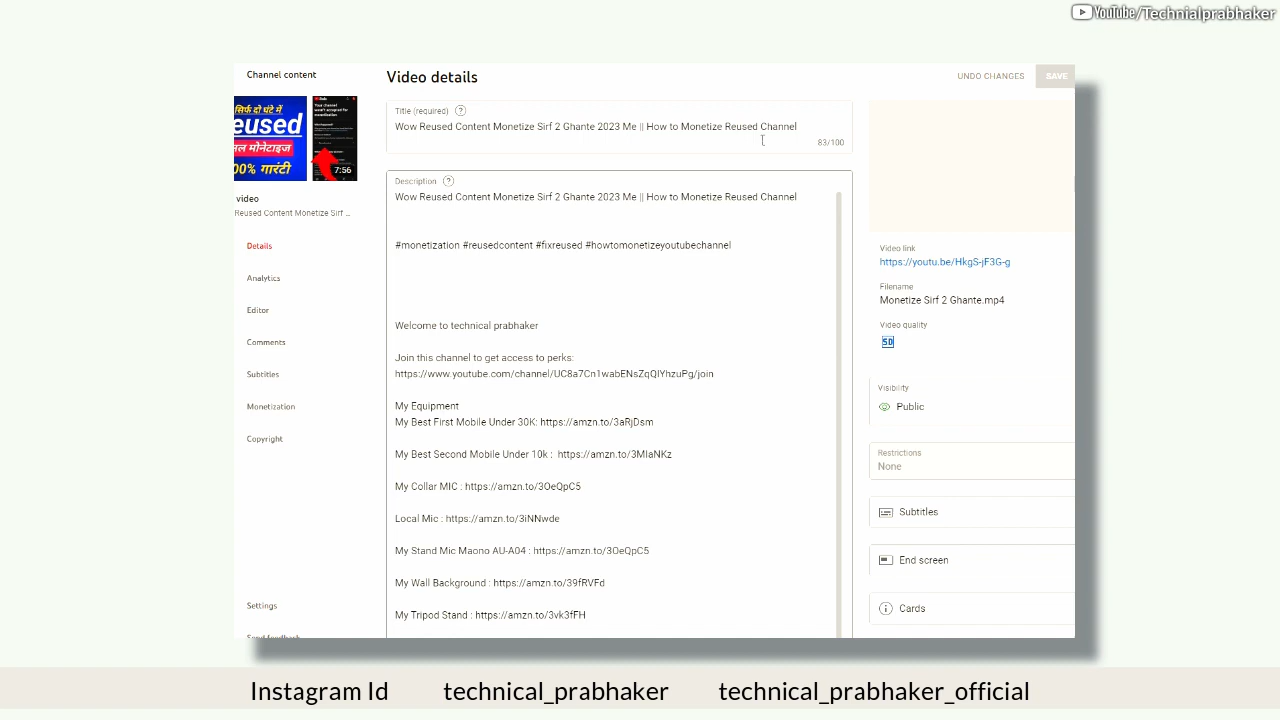 YouTube/Technialprabhaker
Channel content
Video details
UNDO CHANGES
SAVE
सिर्फ दो घंटे में
eused
नल मोनेटाइज
00% गारंटी
7:56
Title (required)
Wow Reused Content Monetize Sirf 2 Ghante 2023 Me || How to Monetize Reused Channel
83/100
video
Reused Content Monetize Sirf ...
Details
Analytics
Editor
Comments
Subtitles
Monetization
Copyright
Settings
Send feedback
Description
Wow Reused Content Monetize Sirf 2 Ghante 2023 Me || How to Monetize Reused Channel
#monetization #reusedcontent #fixreused #howtomonetizeyoutubechannel
Welcome to technical prabhaker
Join this channel to get access to perks:
https://www.youtube.com/channel/UC8a7Cn1wabENsZqQIYhzuPg/join
My Equipment
My Best First Mobile Under 30K: https://amzn.to/3aRjDsm
My Best Second Mobile Under 10k : https://amzn.to/3MIaNKz
My Collar MIC : https://amzn.to/3OeQpC5
Local Mic : https://amzn.to/3iNNwde
My Stand Mic Maono AU-A04 : https://amzn.to/3OeQpC5
My Wall Background : https://amzn.to/39fRVFd
My Tripod Stand : https://amzn.to/3vk3fFH
Video link
https://youtu.be/HkgS-jF3G-g
Filename
Monetize Sirf 2 Ghante.mp4
Video quality
SD
Visibility
Public
Restrictions
None
Subtitles
End screen
Cards
Instagram Id technical_prabhaker technical_prabhaker_official